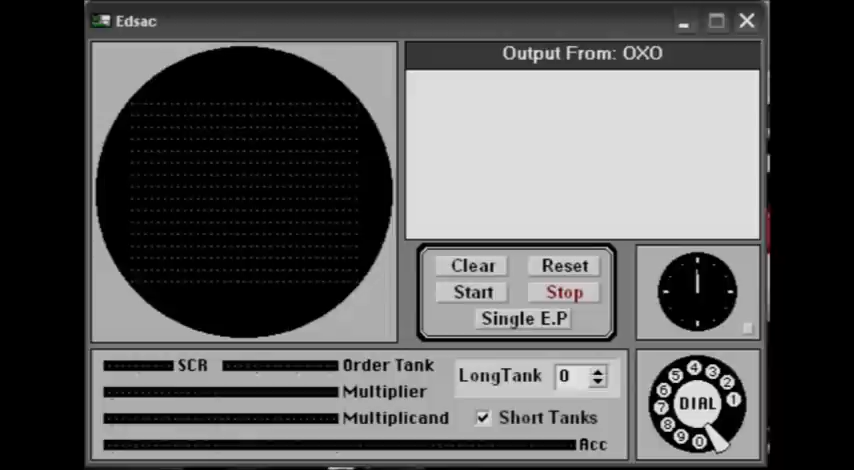 Edsac
Output From: OXO
Clear
Reset
Start
Stop
Single E.P
SCR
Order Tank
Multiplier
Multiplicand
Acc
LongTank 0
Short Tanks
5 4 3 2 1
6 7 8 9 0
DIAL